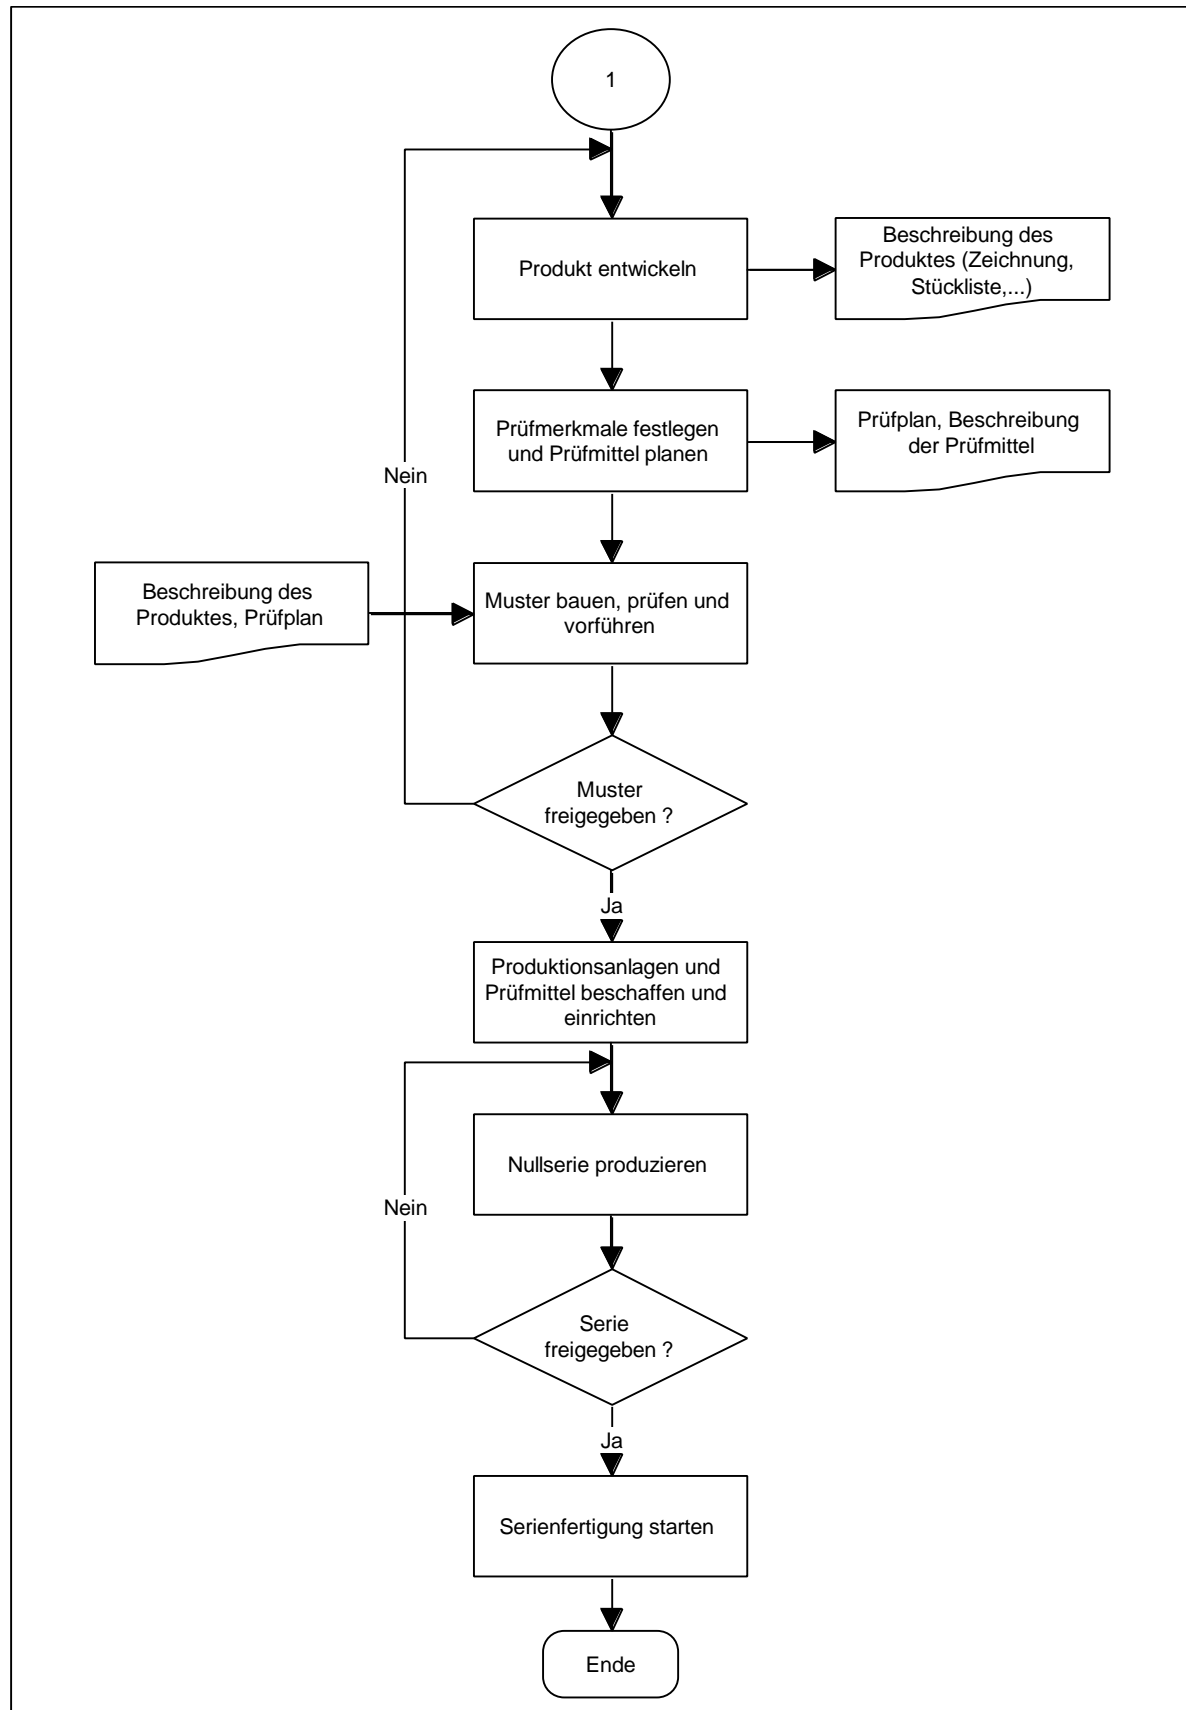 1
Produkt entwickeln
Beschreibung des
Produktes (Zeichnung,
Stückliste,...)
Prüfmerkmale festlegen
und Prüfmittel planen
Prüfplan, Beschreibung
der Prüfmittel
Nein
Beschreibung des
Produktes, Prüfplan
Muster bauen, prüfen und
vorführen
Muster
freigegeben ?
Ja
Produktionsanlagen und
Prüfmittel beschaffen und
einrichten
Nullserie produzieren
Nein
Serie
freigegeben ?
Ja
Serienfertigung starten
Ende